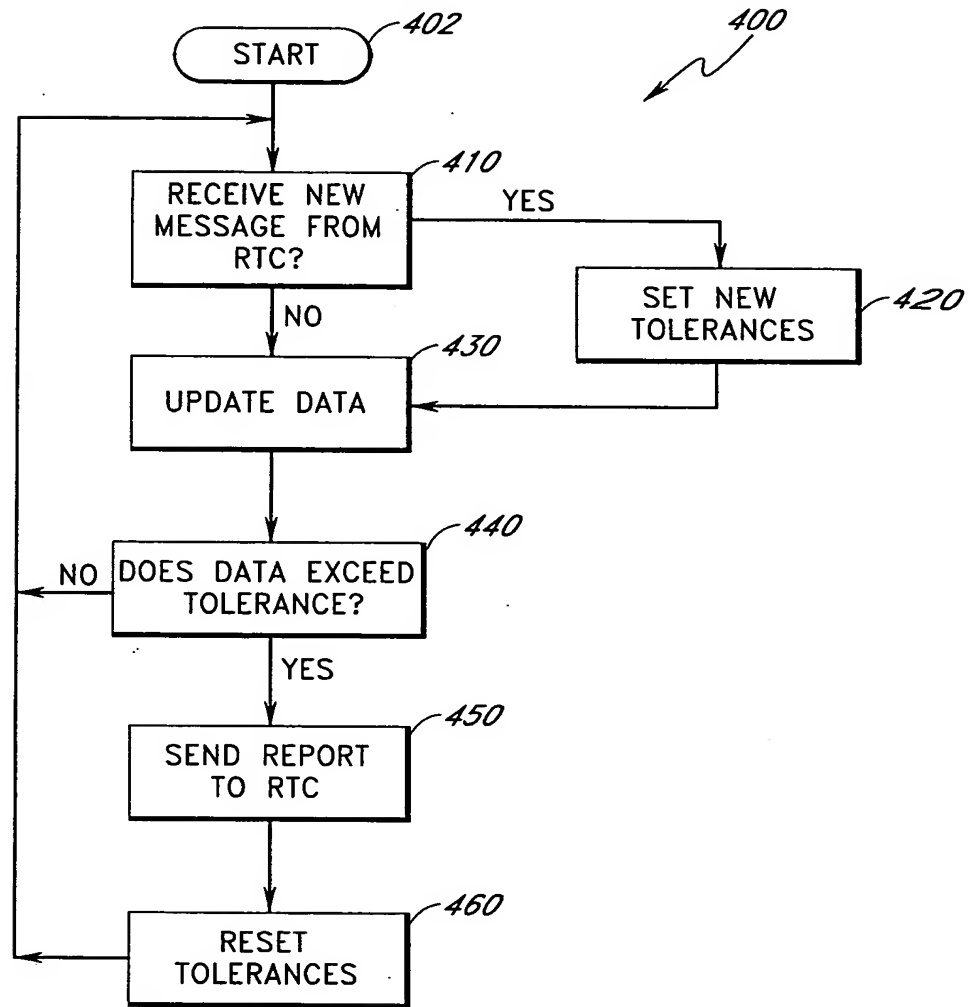 402
START
400
410
RECEIVE NEW
MESSAGE FROM
RTC?
YES
SET NEW
TOLERANCES
420
NO
430
UPDATE DATA
440
NO
DOES DATA EXCEED
TOLERANCE?
YES
450
SEND REPORT
TO RTC
460
RESET
TOLERANCES